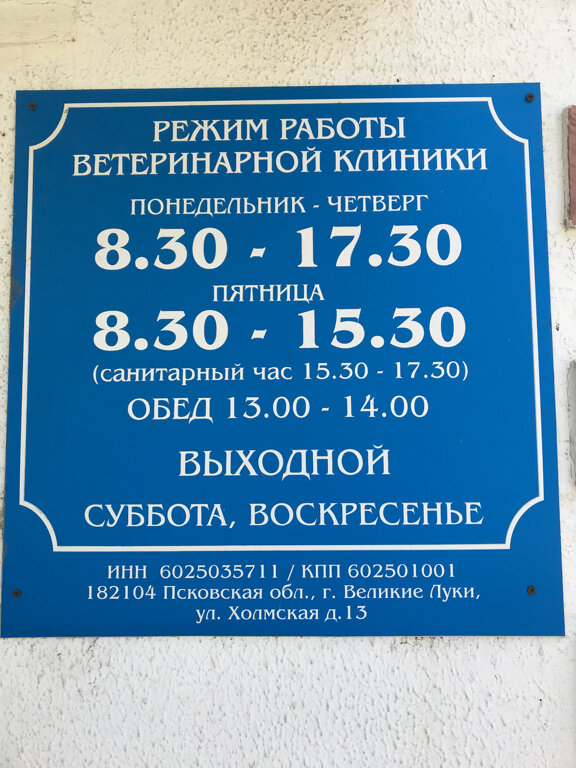 РЕЖИМ РАБОТЫ
ВЕТЕРИНАРНОЙ КЛИНИКИ
ПОНЕДЕЛЬНИК - ЧЕТВЕРГ
8.30 - 17.30
ПЯТНИЦА
8.30 - 15.30
(санитарный час 15.30 - 17.30)
ОБЕД 13.00 - 14.00
ВЫХОДНОЙ
СУББОТА, ВОСКРЕСЕНЬЕ
ИНН 6025035711 / КПП 602501001
182104 Псковская обл., г. Великие Луки,
ул. Холмская д.13